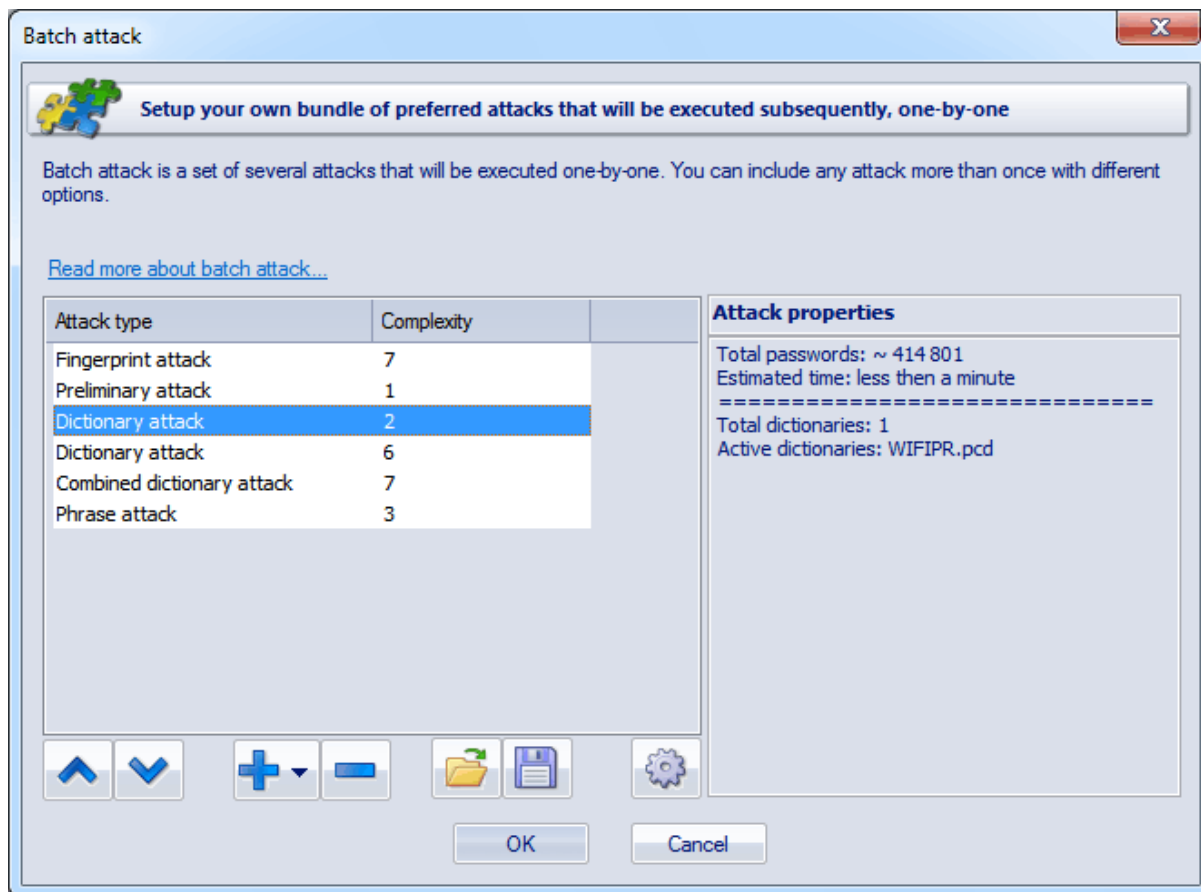 Batch attack
Setup your own bundle of preferred attacks that will be executed subsequently, one-by-one
Batch attack is a set of several attacks that will be executed one-by-one. You can include any attack more than once with different
options.
Read more about batch attack...
Attack type Complexity
Fingerprint attack 7
Preliminary attack 1
Dictionary attack 2
Dictionary attack 6
Combined dictionary attack 7
Phrase attack 3
Attack properties
Total passwords: ~ 414 801
Estimated time: less then a minute
==============================
Total dictionaries: 1
Active dictionaries: WIFIPR.pcd
OK Cancel